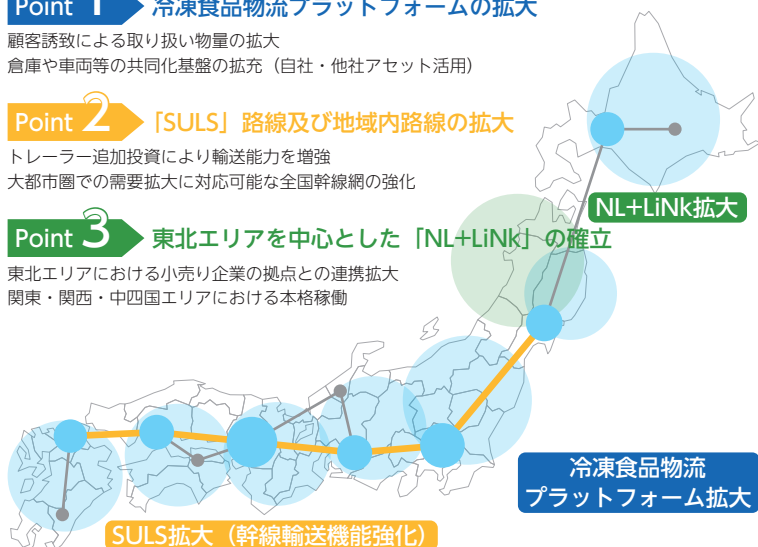 Point 1 冷凍食品物流プラットフォームの拡大
顧客誘致による取り扱い物量の拡大
倉庫や車両等の共同化基盤の拡充（自社・他社アセット活用）
Point 2 「SULS」路線及び地域内路線の拡大
トレーラー追加投資により輸送能力を増強
大都市圏での需要拡大に対応可能な全国幹線網の強化
Point 3 東北エリアを中心とした「NL+LiNk」の確立
東北エリアにおける小売り企業の拠点との連携拡大
関東・関西・中四国エリアにおける本格稼働
NL+LiNk拡大
冷凍食品物流
プラットフォーム拡大
SULS拡大（幹線輸送機能強化）